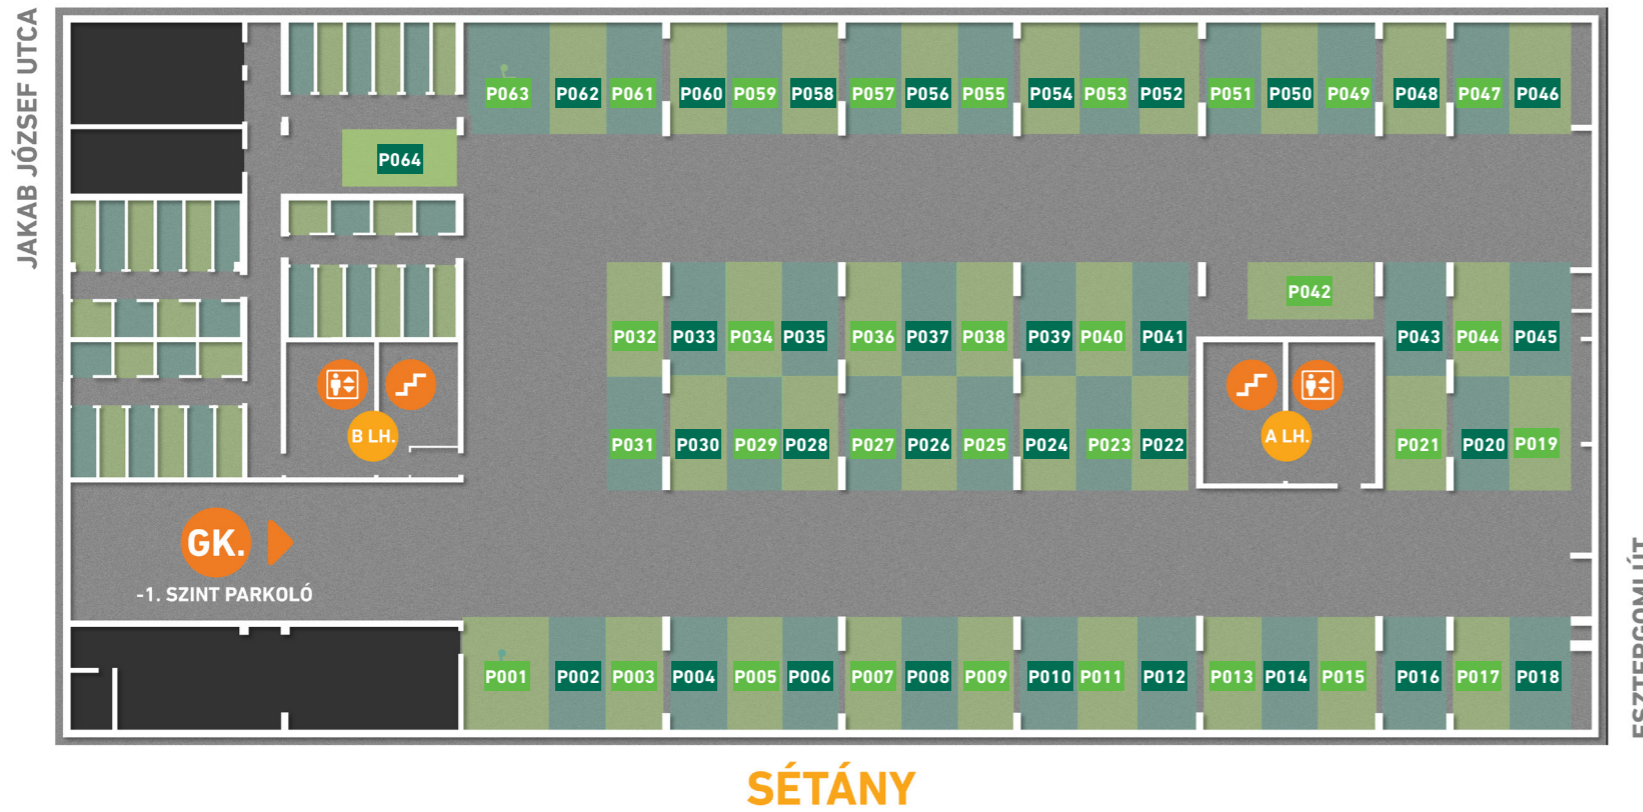 JAKAB JÓZSEF UTCA
P063 P062 P061 P060 P059 P058 P057 P056 P055 P054 P053 P052 P051 P050 P049 P048 P047 P046
P064
P042
P032 P033 P034 P035 P036 P037 P038 P039 P040 P041 P043 P044 P045
B LH.
A LH.
P031 P030 P029 P028 P027 P026 P025 P024 P023 P022 P021 P020 P019
GK.
-1. SZINT PARKOLÓ
P001 P002 P003 P004 P005 P006 P007 P008 P009 P010 P011 P012 P013 P014 P015 P016 P017 P018
ESZTERGOMI ÚT
SÉTÁNY